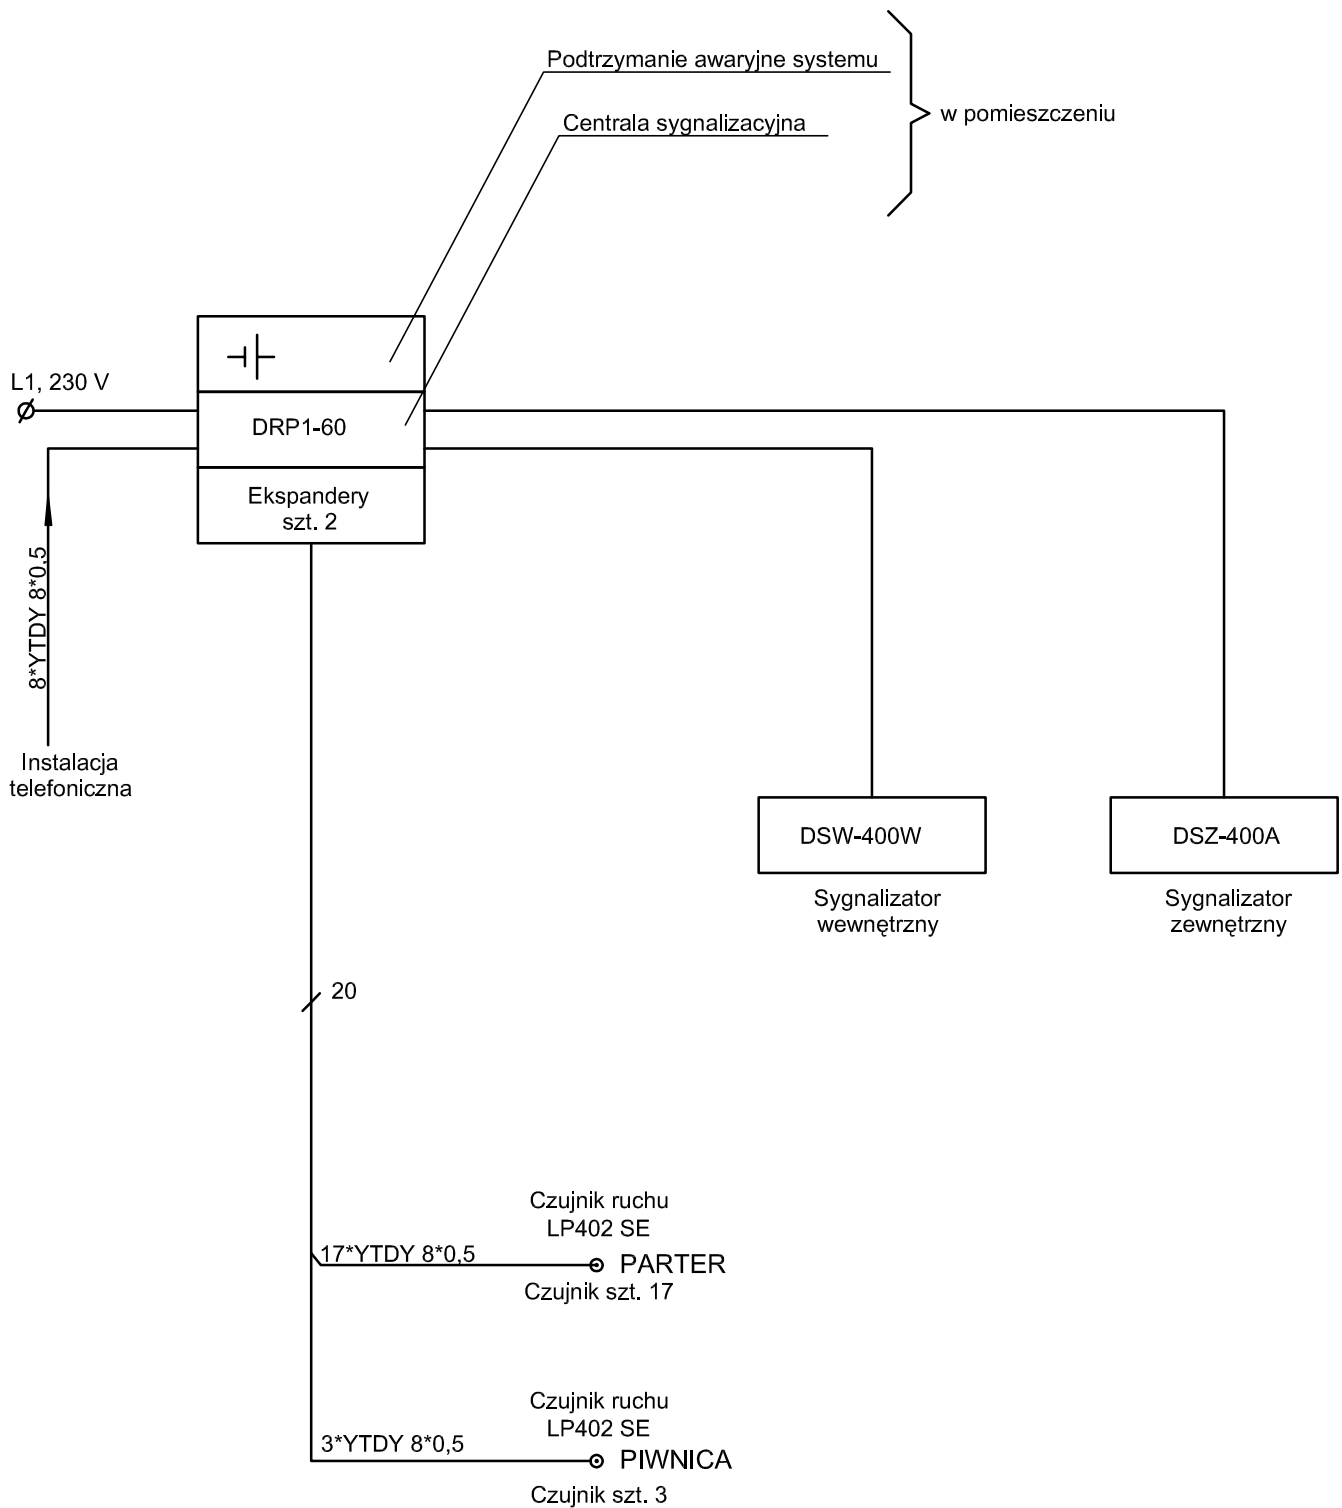 Podtrzymanie awaryjne systemu
Centrala sygnalizacyjna
w pomieszczeniu
L1, 230 V
DRP1-60
Ekspandery
szt. 2
8*YTDY 8*0,5
Instalacja
telefoniczna
DSW-400W
Sygnalizator
wewnętrzny
DSZ-400A
Sygnalizator
zewnętrzny
20
Czujnik ruchu
LP402 SE
17*YTDY 8*0,5
PARTER
Czujnik szt. 17
Czujnik ruchu
LP402 SE
3*YTDY 8*0,5
PIWNICA
Czujnik szt. 3